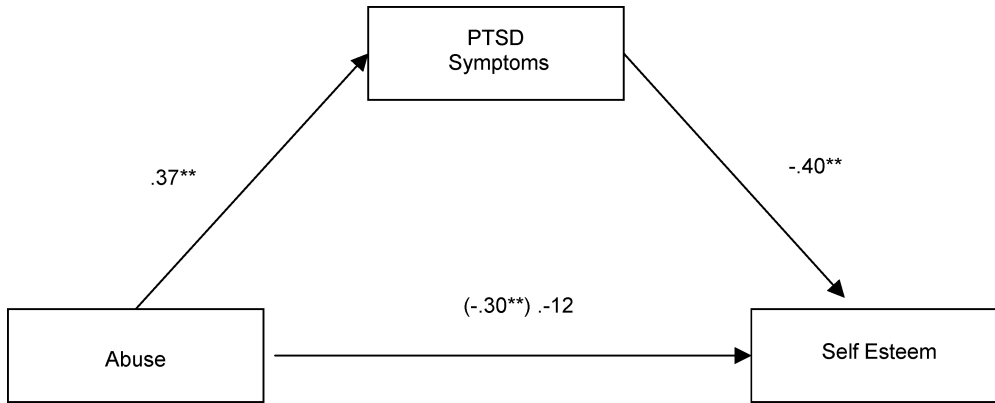 PTSD
Symptoms
.37**
-.40**
(-.30**) .-12
Abuse
Self Esteem